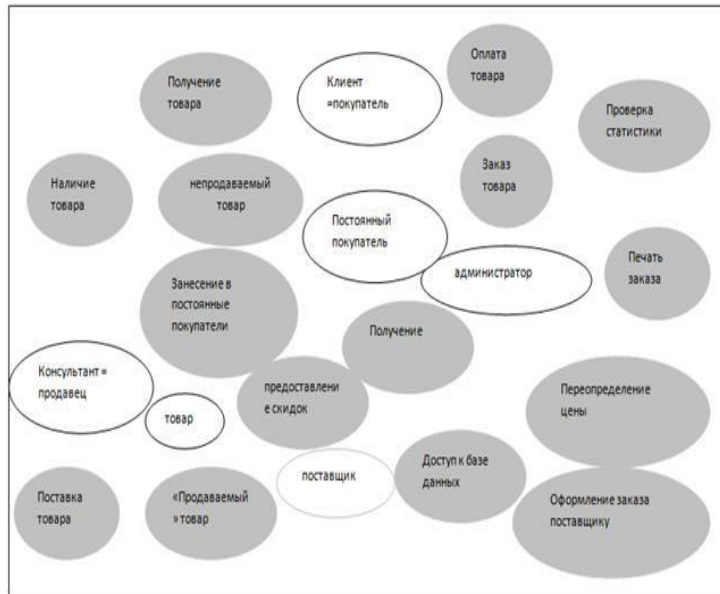 Получение
товара
Клиент
=покупатель
Оплата
товара
Проверка
статистики
Наличие
товара
непродаваемый
товар
Заказ
товара
Постоянный
покупатель
администратор
Печать
заказа
Занесение в
постоянные
покупатели
Получение
Консультант =
продавец
товар
предоставлени
е скидок
Переопределение
цены
поставщик
Доступ к базе
данных
Поставка
товара
«Продаваемый
» товар
Оформление заказа
поставщику